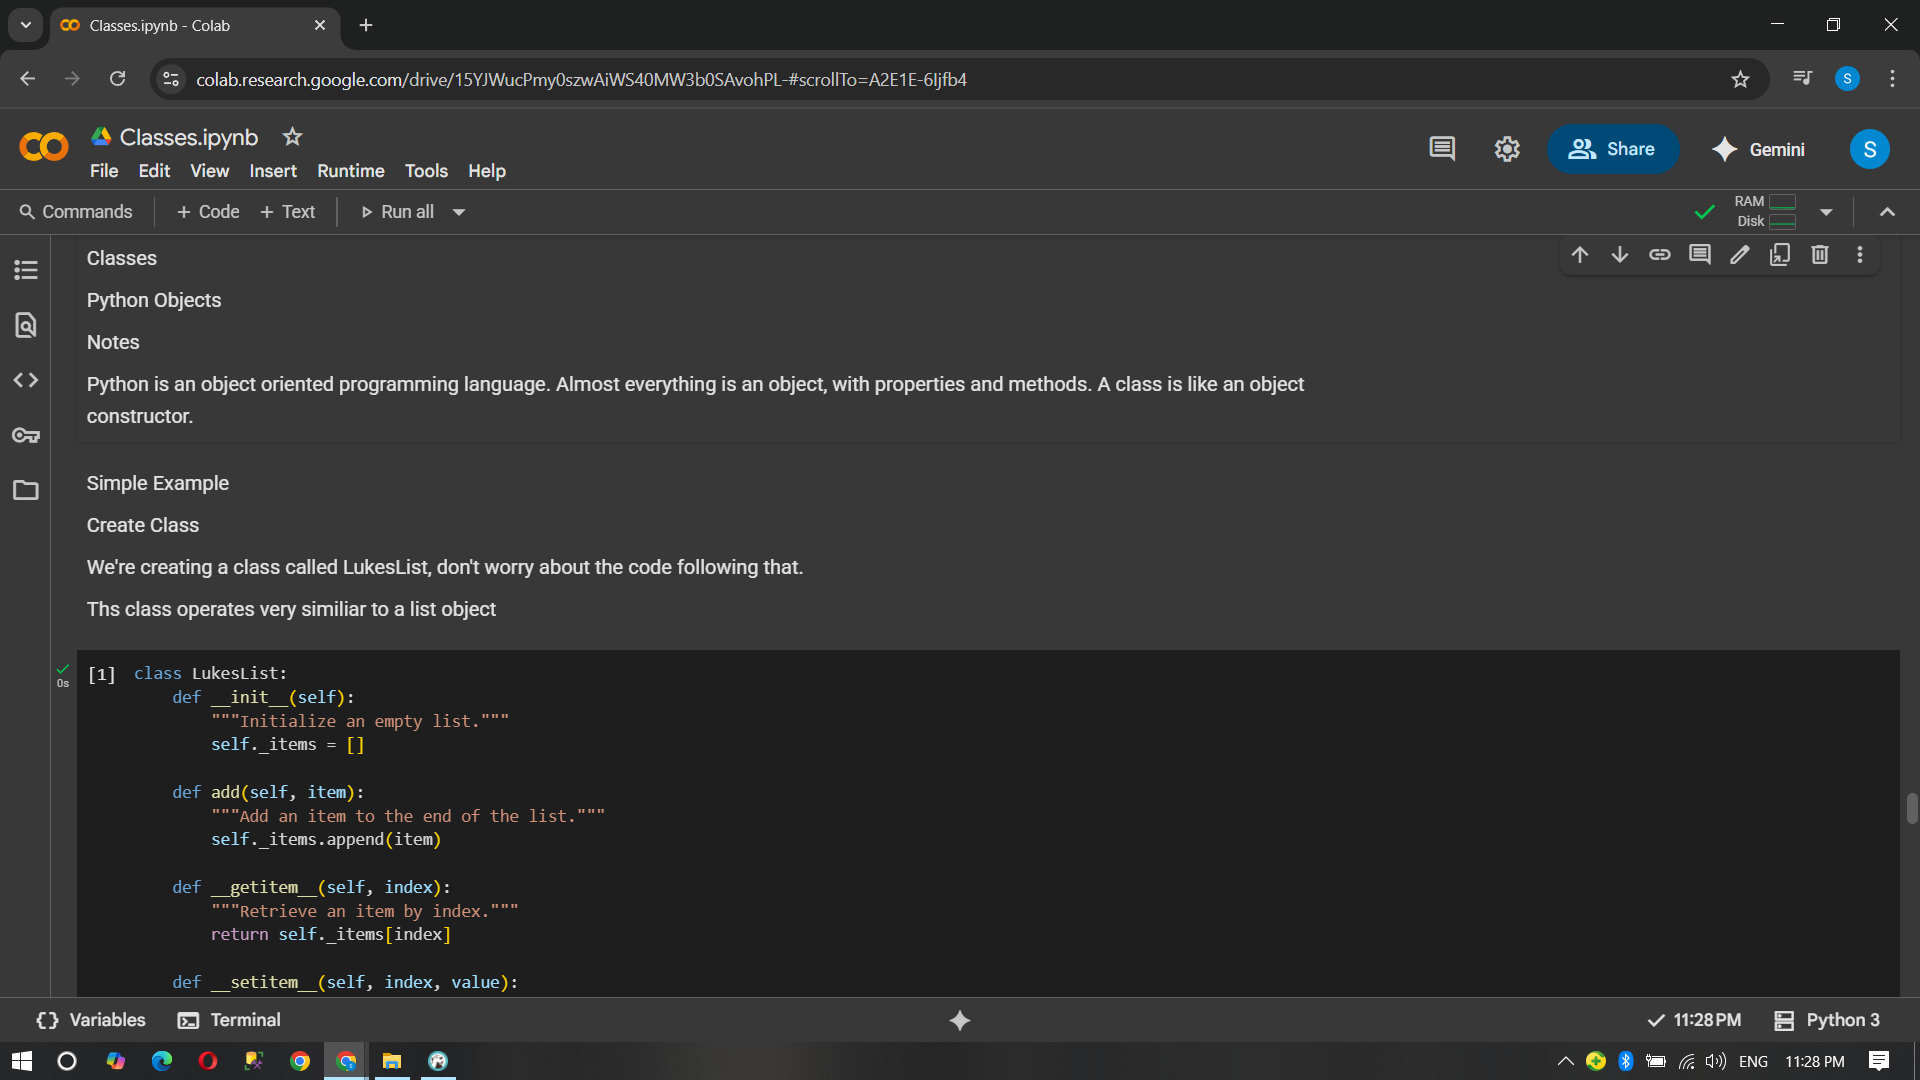 Classes.ipynb - Colab
colab.research.google.com/drive/15YJWucPmy0szwAiWS40MW3b0SAvohPL-#scrollTo=A2E1E-6Ijfb4
S
Classes.ipynb
File Edit View Insert Runtime Tools Help
Share
Gemini
S
Commands + Code + Text Run all
RAM
Disk
Classes
Python Objects
Notes
Python is an object oriented programming language. Almost everything is an object, with properties and methods. A class is like an object
constructor.
Simple Example
Create Class
We're creating a class called LukesList, don't worry about the code following that.
Ths class operates very similiar to a list object
0s
[1] class LukesList:
def __init__(self):
"""Initialize an empty list."""
self._items = []
def add(self, item):
"""Add an item to the end of the list."""
self._items.append(item)
def __getitem__(self, index):
"""Retrieve an item by index."""
return self._items[index]
def __setitem__(self, index, value):
Variables Terminal
11:28 PM Python 3
ENG 11:28 PM